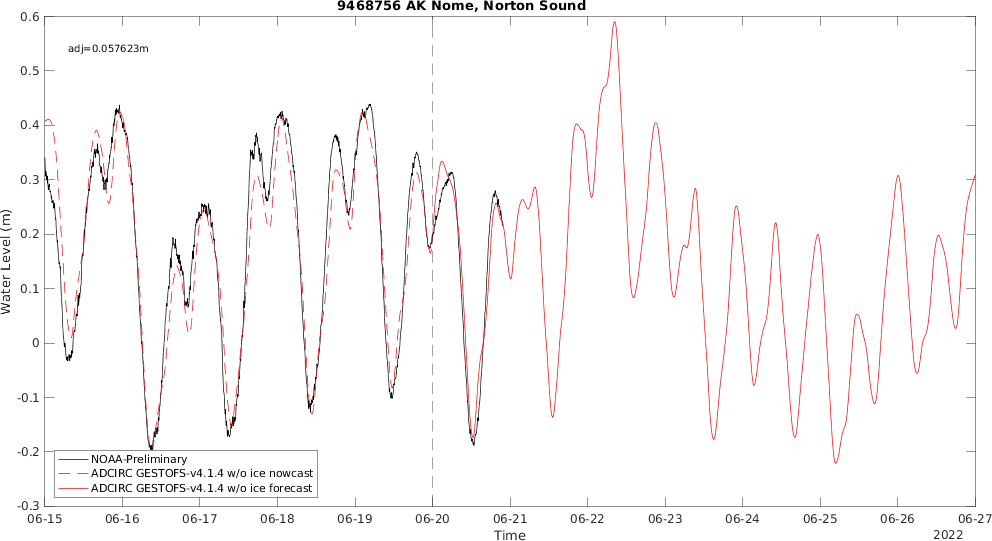 9468756 AK Nome, Norton Sound
adj=0.057623m
Water Level (m)
0.6
0.5
0.4
0.3
0.2
0.1
0
-0.1
-0.2
-0.3
NOAA-Preliminary
ADCIRC GESTOFS-v4.1.4 w/o ice nowcast
ADCIRC GESTOFS-v4.1.4 w/o ice forecast
06-15 06-16 06-17 06-18 06-19 06-20 06-21 06-22 06-23 06-24 06-25 06-26 06-27
Time
2022